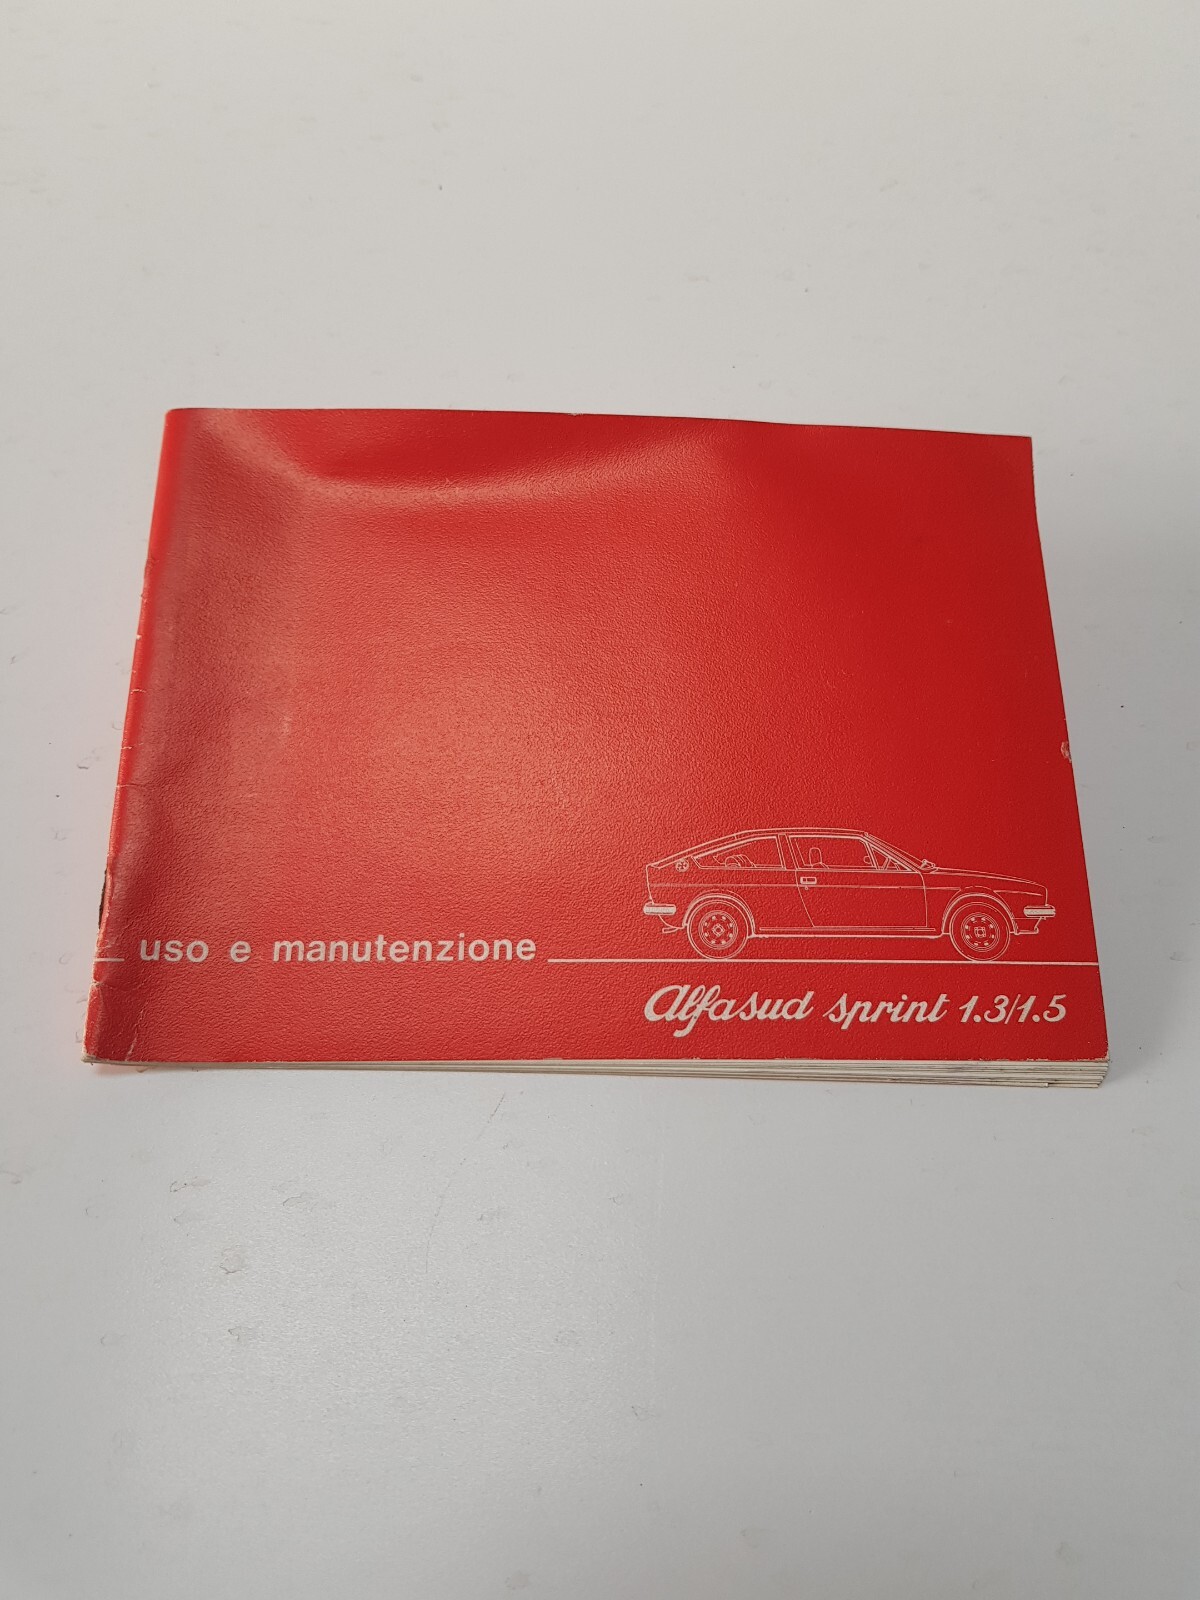 uso e manutenzione
alfasud sprint 1.3/1.5